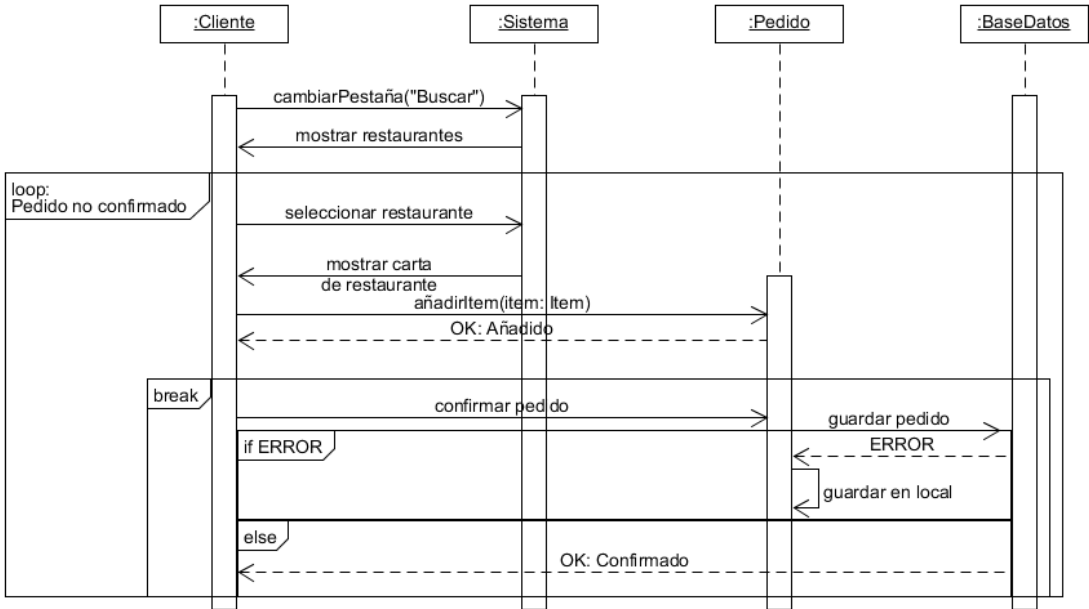 :Cliente
:Sistema
:Pedido
:BaseDatos
cambiarPestaña("Buscar")
mostrar restaurantes
loop:
Pedido no confirmado
seleccionar restaurante
mostrar carta
de restaurante
añadirItem(item: Item)
OK: Añadido
break
confirmar pedido
guardar pedido
if ERROR
ERROR
guardar en local
else
OK: Confirmado